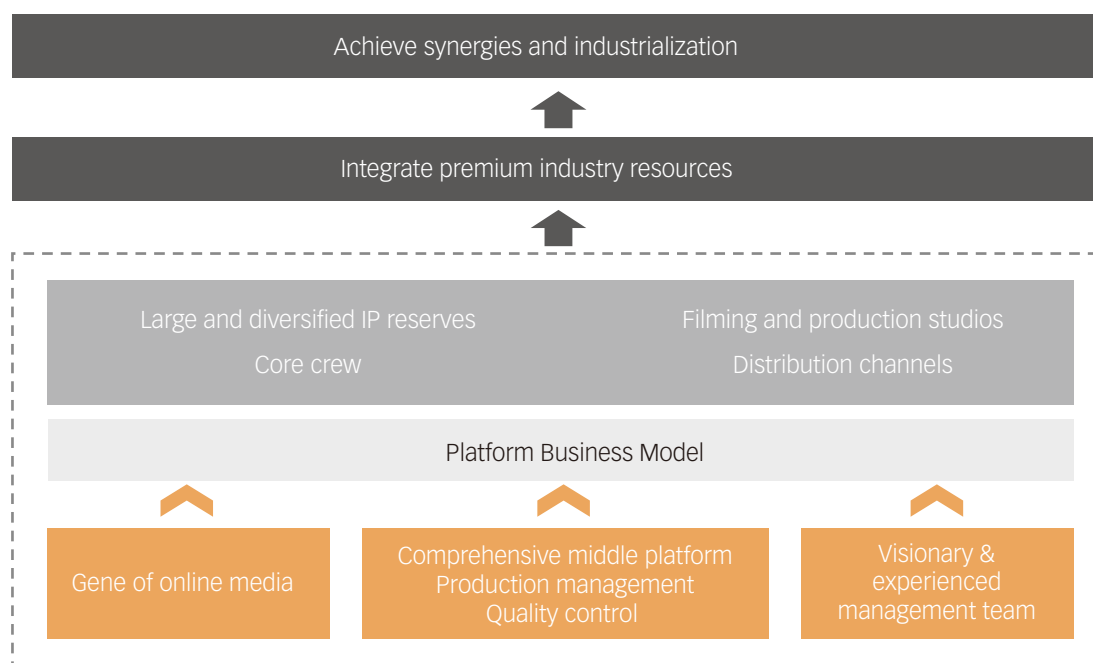 Achieve synergies and industrialization
Integrate premium industry resources
Large and diversified IP reserves
Filming and production studios
Core crew
Distribution channels
Platform Business Model
Gene of online media
Comprehensive middle platform
Production management
Quality control
Visionary &
experienced
management team